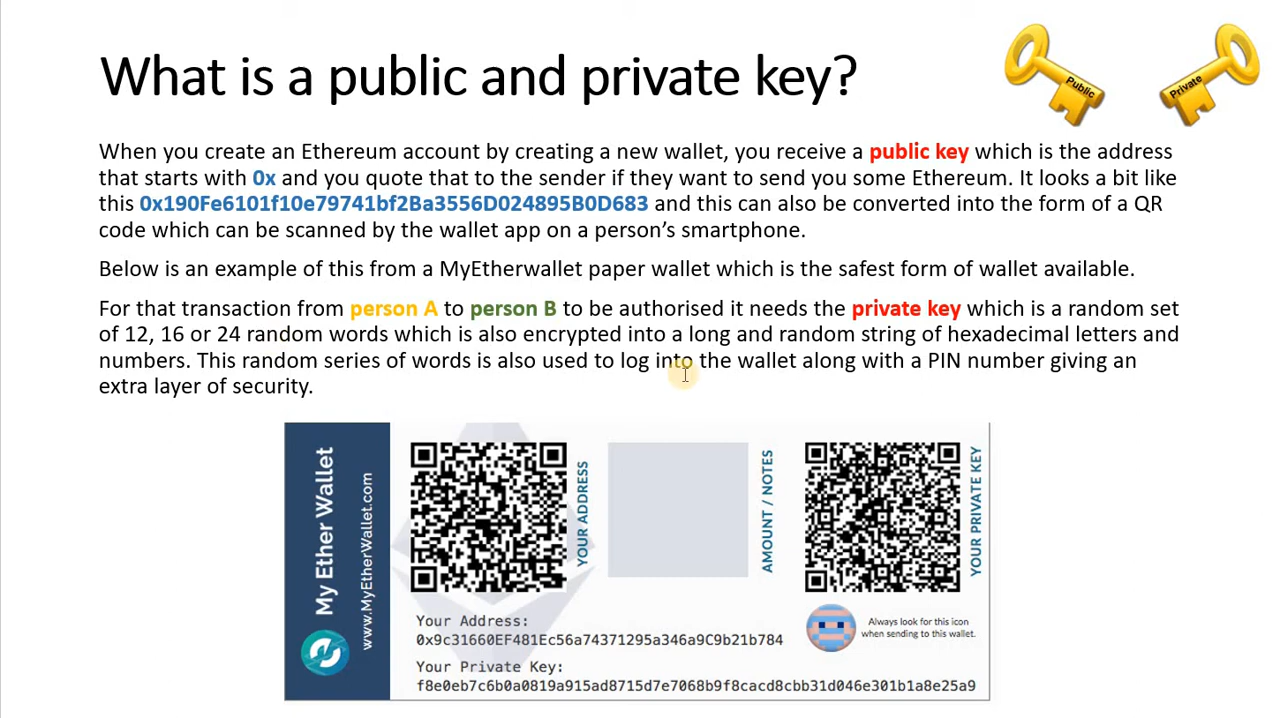 What is a public and private key?
Public
Private
When you create an Ethereum account by creating a new wallet, you receive a public key which is the address
that starts with 0x and you quote that to the sender if they want to send you some Ethereum. It looks a bit like
this 0x190Fe6101f10e79741bf2Ba3556D024895B0D683 and this can also be converted into the form of a QR
code which can be scanned by the wallet app on a person's smartphone.
Below is an example of this from a MyEtherwallet paper wallet which is the safest form of wallet available.
For that transaction from person A to person B to be authorised it needs the private key which is a random set
of 12, 16 or 24 random words which is also encrypted into a long and random string of hexadecimal letters and
numbers. This random series of words is also used to log into the wallet along with a PIN number giving an
extra layer of security.
My Ether Wallet
www.MyEtherWallet.com
YOUR ADDRESS
AMOUNT / NOTES
YOUR PRIVATE KEY
Your Address:
0x9c31660EF481Ec56a74371295a346a9C9b21b784
Always look for this icon
when sending to this wallet.
Your Private Key:
f8e0eb7c6b0a0819a915ad8715d7e7068b9f8cacd8cbb31d046e301b1a8e25a9